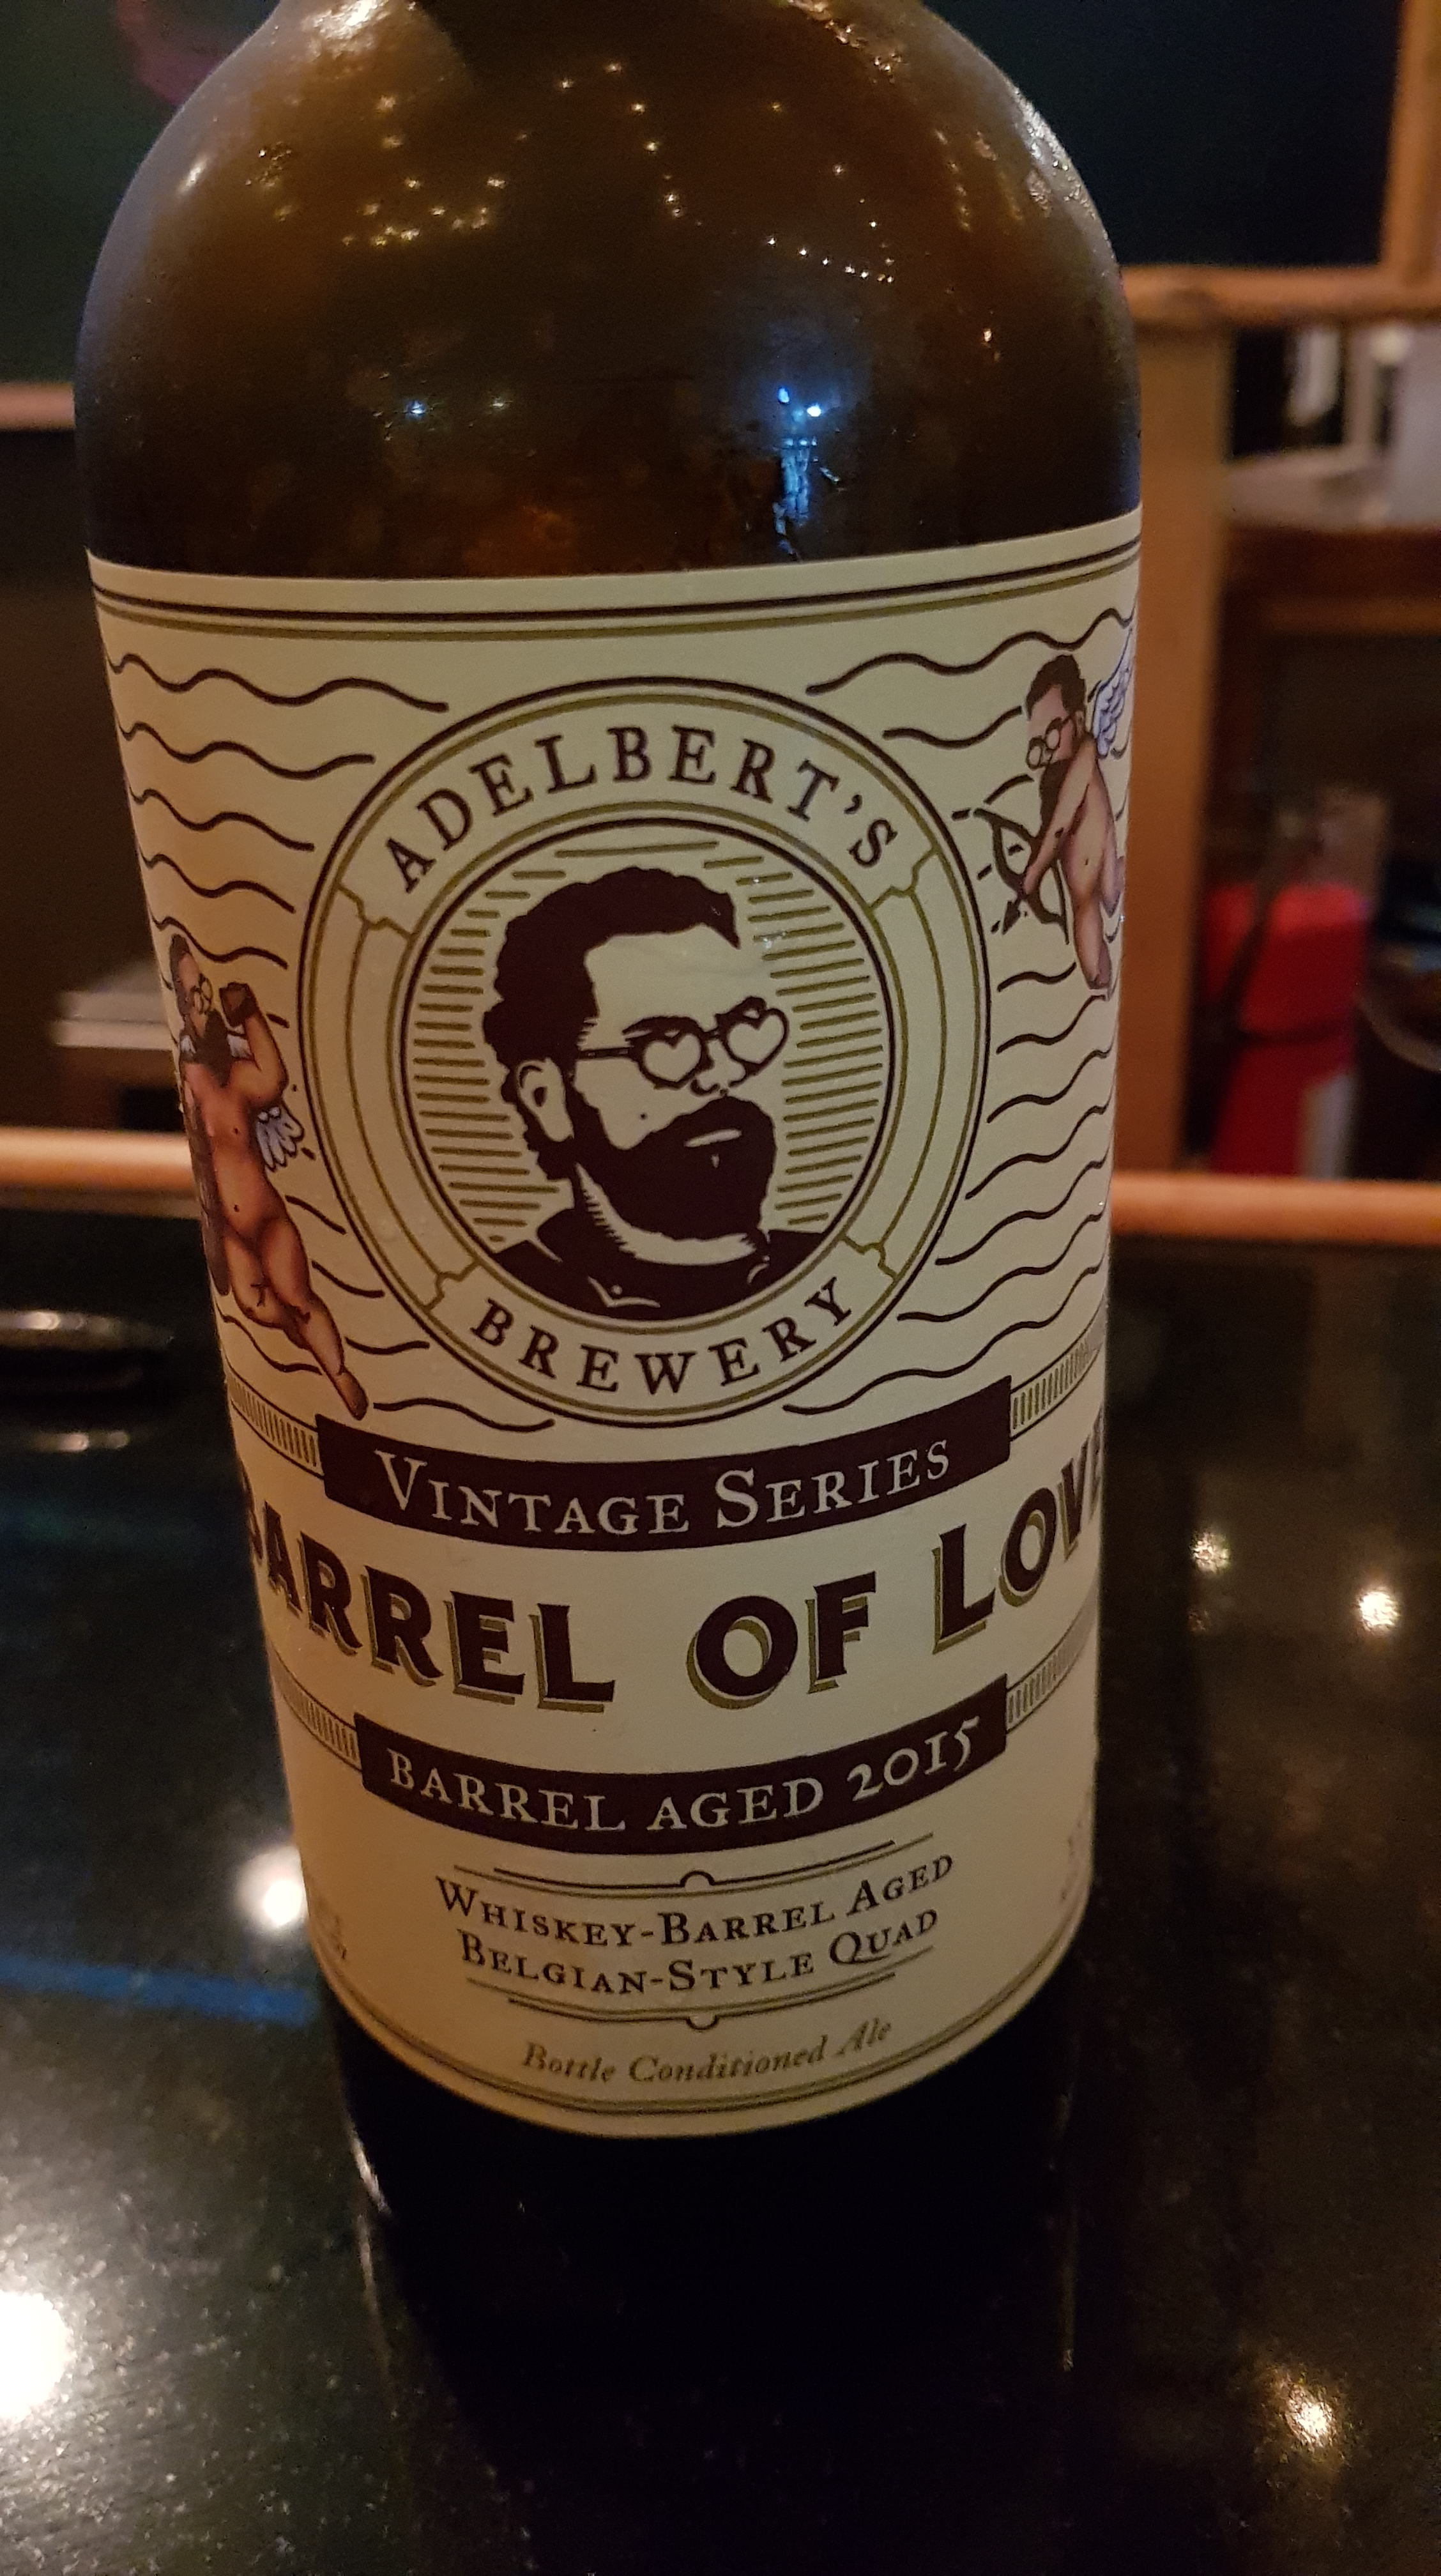 ADELBERT'S
BREWERY
VINTAGE SERIES
BARREL OF LOVE
BARREL AGED 2015
WHISKEY-BARREL AGED
BELGIAN-STYLE QUAD
Bottle Conditioned Ale